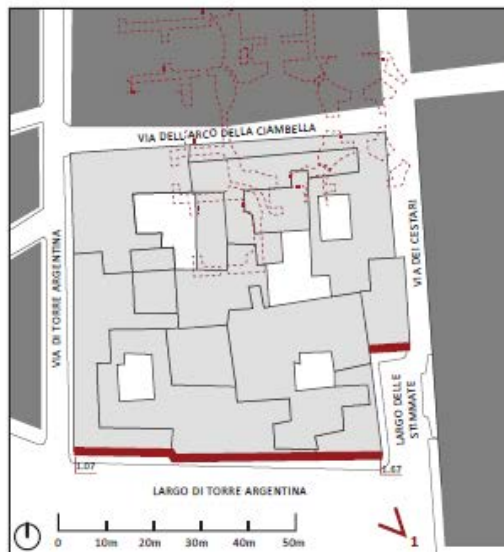 VIA DELL'ARCO DELLA CIAMBELLA
VIA DI TORRE ARGENTINA
VIA DEI CESTARI
LARGO DELLE
STIMMATE
1.07
1.67
LARGO DI TORRE ARGENTINA
1
0 10m 20m 30m 40m 50m